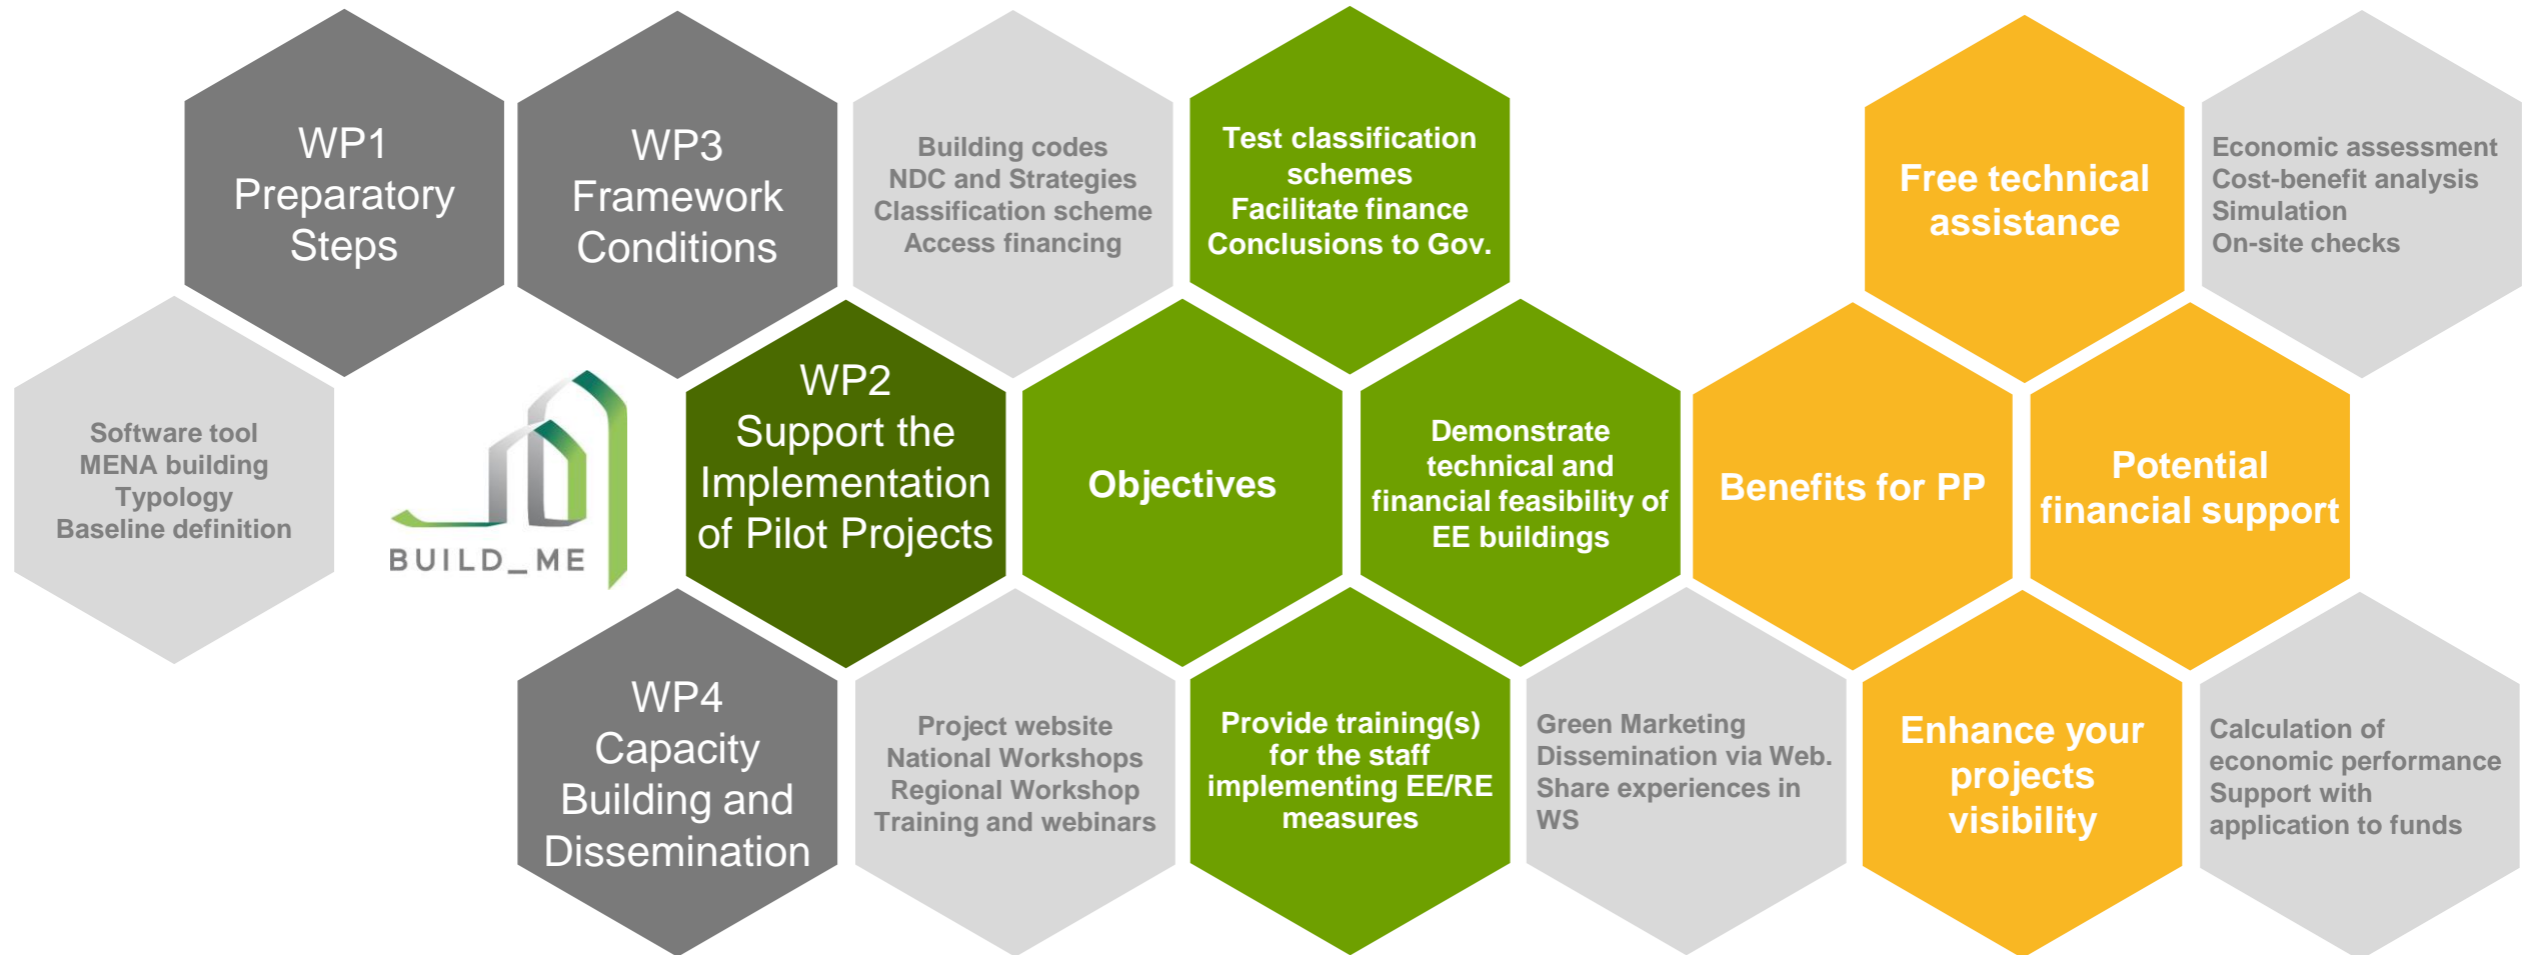 WP1
Preparatory
Steps
WP3
Framework
Conditions
Building codes
NDC and Strategies
Classification scheme
Access financing
Test classification
schemes
Facilitate finance
Conclusions to Gov.
Free technical
assistance
Economic assessment
Cost-benefit analysis
Simulation
On-site checks
Software tool
MENA building
Typology
Baseline definition
BUILD_ME
WP2
Support the
Implementation
of Pilot Projects
Objectives
Demonstrate
technical and
financial feasibility of
EE buildings
Benefits for PP
Potential
financial support
WP4
Capacity
Building and
Dissemination
Project website
National Workshops
Regional Workshop
Training and webinars
Provide training(s)
for the staff
implementing EE/RE
measures
Green Marketing
Dissemination via Web.
Share experiences in
WS
Enhance your
projects
visibility
Calculation of
economic performance
Support with
application to funds